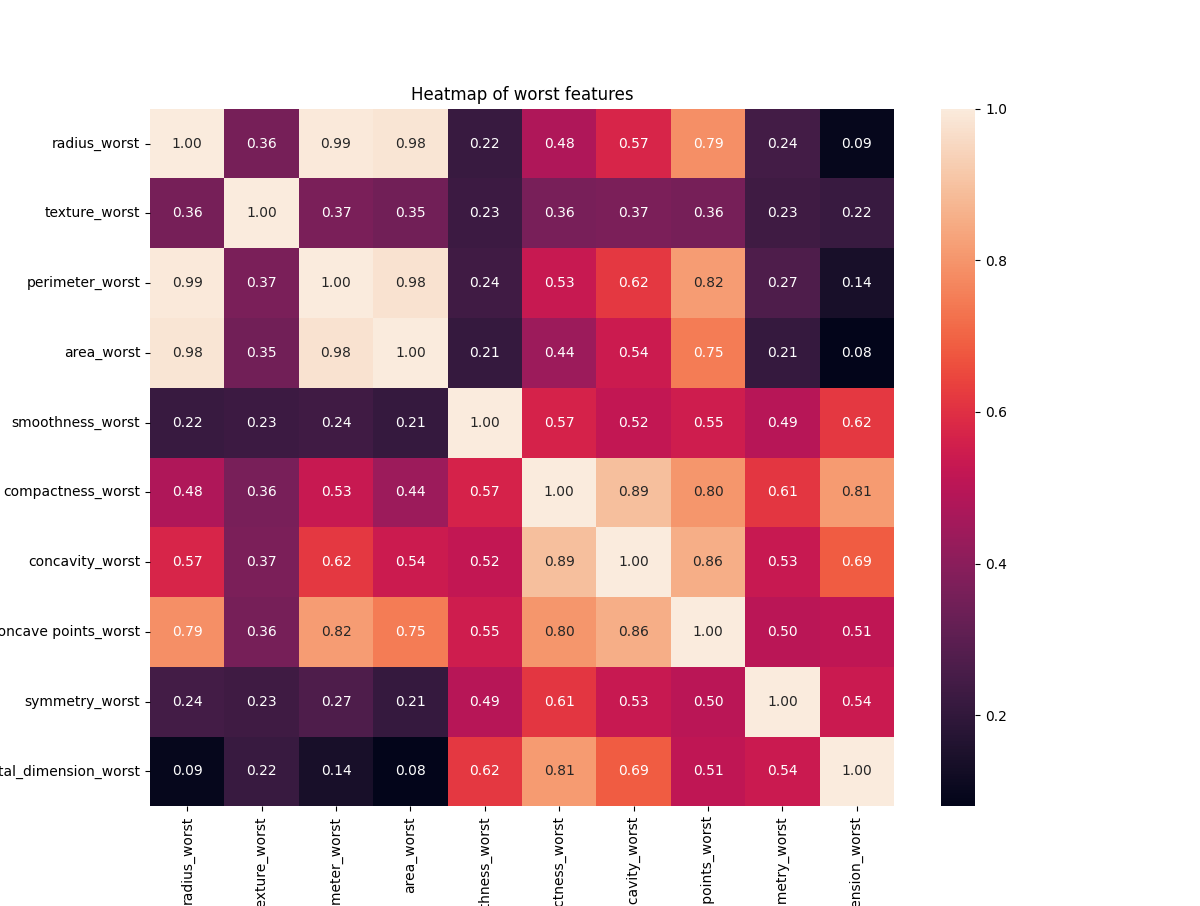 Heatmap of worst features
radius_worst 1.00 0.36 0.99 0.98 0.22 0.48 0.57 0.79 0.24 0.09
texture_worst 0.36 1.00 0.37 0.35 0.23 0.36 0.37 0.36 0.23 0.22
perimeter_worst 0.99 0.37 1.00 0.98 0.24 0.53 0.62 0.82 0.27 0.14
area_worst 0.98 0.35 0.98 1.00 0.21 0.44 0.54 0.75 0.21 0.08
smoothness_worst 0.22 0.23 0.24 0.21 1.00 0.57 0.52 0.55 0.49 0.62
compactness_worst 0.48 0.36 0.53 0.44 0.57 1.00 0.89 0.80 0.61 0.81
concavity_worst 0.57 0.37 0.62 0.54 0.52 0.89 1.00 0.86 0.53 0.69
oncave points_worst 0.79 0.36 0.82 0.75 0.55 0.80 0.86 1.00 0.50 0.51
symmetry_worst 0.24 0.23 0.27 0.21 0.49 0.61 0.53 0.50 1.00 0.54
tal_dimension_worst 0.09 0.22 0.14 0.08 0.62 0.81 0.69 0.51 0.54 1.00
radius_worst
exture_worst
meter_worst
area_worst
thness_worst
ctness_worst
cavity_worst
points_worst
metry_worst
ension_worst
1.0
0.8
0.6
0.4
0.2